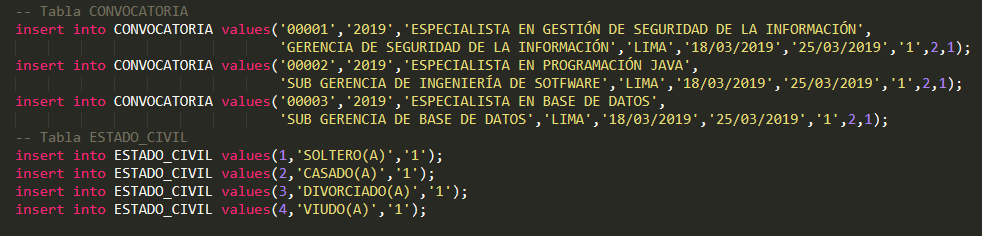 -- Tabla CONVOCATORIA
insert into CONVOCATORIA values('00001','2019','ESPECIALISTA EN GESTIÓN DE SEGURIDAD DE LA INFORMACIÓN',
'GERENCIA DE SEGURIDAD DE LA INFORMACIÓN','LIMA','18/03/2019','25/03/2019','1',2,1);
insert into CONVOCATORIA values('00002','2019','ESPECIALISTA EN PROGRAMACIÓN JAVA',
'SUB GERENCIA DE INGENIERÍA DE SOTFWARE','LIMA','18/03/2019','25/03/2019','1',2,1);
insert into CONVOCATORIA values('00003','2019','ESPECIALISTA EN BASE DE DATOS',
'SUB GERENCIA DE BASE DE DATOS','LIMA','18/03/2019','25/03/2019','1',2,1);
-- Tabla ESTADO_CIVIL
insert into ESTADO_CIVIL values(1,'SOLTERO(A)','1');
insert into ESTADO_CIVIL values(2,'CASADO(A)','1');
insert into ESTADO_CIVIL values(3,'DIVORCIADO(A)','1');
insert into ESTADO_CIVIL values(4,'VIUDO(A)','1');